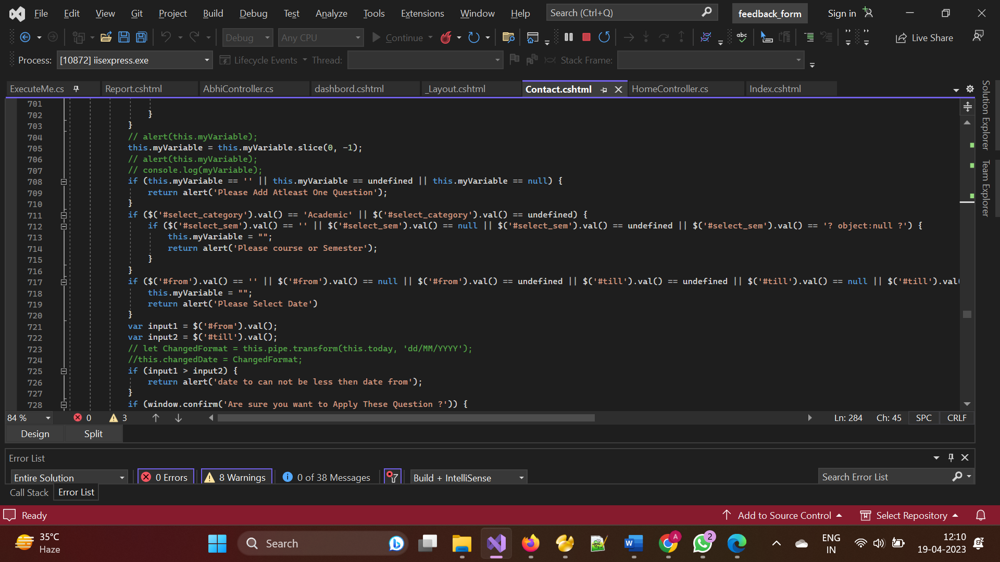 File Edit View Git Project Build Debug Test Analyze Tools Extensions Window Help Search (Ctrl+Q) feedback_form Sign in
Debug Any CPU Continue Live Share
Process: [10872] iisexpress.exe Lifecycle Events Thread: Stack Frame:
ExecuteMe.cs Report.cshtml AbhiController.cs dashbord.cshtml _Layout.cshtml Contact.cshtml HomeController.cs Index.cshtml
701
702 }
703 }
704 // alert(this.myVariable);
705 this.myVariable = this.myVariable.slice(0, -1);
706 // alert(this.myVariable);
707 // console.log(myVariable);
708 if (this.myVariable == '' || this.myVariable == undefined || this.myVariable == null) {
709 return alert('Please Add Atleast One Question');
710 }
711 if ($('#select_category').val() == 'Academic' || $('#select_category').val() == undefined) {
712 if ($('#select_sem').val() == '' || $('#select_sem').val() == null || $('#select_sem').val() == undefined || $('#select_sem').val() == '? object:null ?') {
713 this.myVariable = "";
714 return alert('Please course or Semester');
715 }
716 }
717 if ($('#from').val() == '' || $('#from').val() == null || $('#from').val() == undefined || $('#till').val() == undefined || $('#till').val() == null || $('#till').val(
718 this.myVariable = "";
719 return alert('Please Select Date')
720 }
721 var input1 = $('#from').val();
722 var input2 = $('#till').val();
723 // let ChangedFormat = this.pipe.transform(this.today, 'dd/MM/YYYY');
724 //this.changedDate = ChangedFormat;
725 if (input1 > input2) {
726 return alert('date to can not be less then date from');
727 }
728 if (window.confirm('Are sure you want to Apply These Question ?')) {
Solution Explorer
Team Explorer
84 % 0 3 Ln: 284 Ch: 45 SPC CRLF
Design Split
Error List
Entire Solution 0 Errors 8 Warnings 0 of 38 Messages Build + IntelliSense Search Error List
Call Stack Error List
Ready Add to Source Control Select Repository
35°C
Haze
Search
A
2
ENG
IN
12:10
19-04-2023